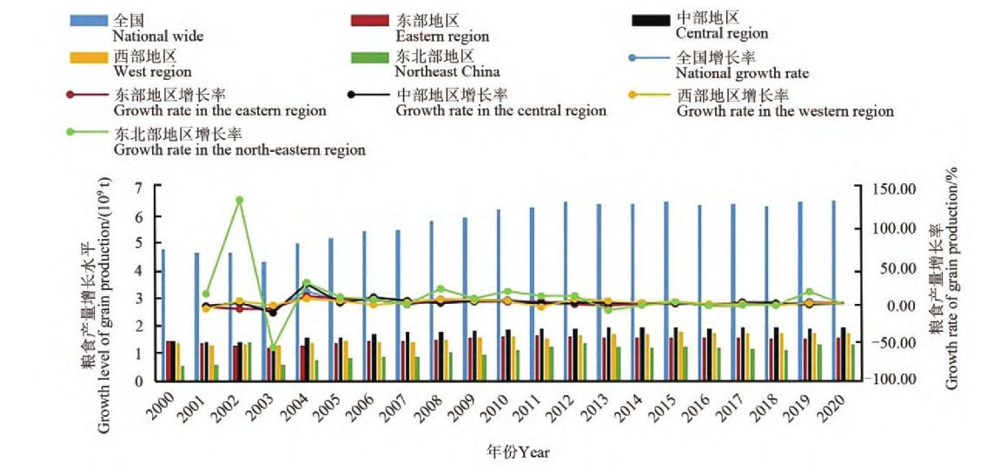 全国
National wide
东部地区
Eastern region
中部地区
Central region
西部地区
West region
东北部地区
Northeast China
全国增长率
National growth rate
东部地区增长率
Growth rate in the eastern region
中部地区增长率
Growth rate in the central region
西部地区增长率
Growth rate in the western region
东北部地区增长率
Growth rate in the north-eastern region
粮食产量增长水平
Growth level of grain production/(10⁹ t)
7
6
5
4
3
2
1
0
150.00
100.00
50.00
0.00
-50.00
-100.00
粮食产量增长率
Growth rate of grain production/%
2000 2001 2002 2003 2004 2005 2006 2007 2008 2009 2010 2011 2012 2013 2014 2015 2016 2017 2018 2019 2020
年份Year